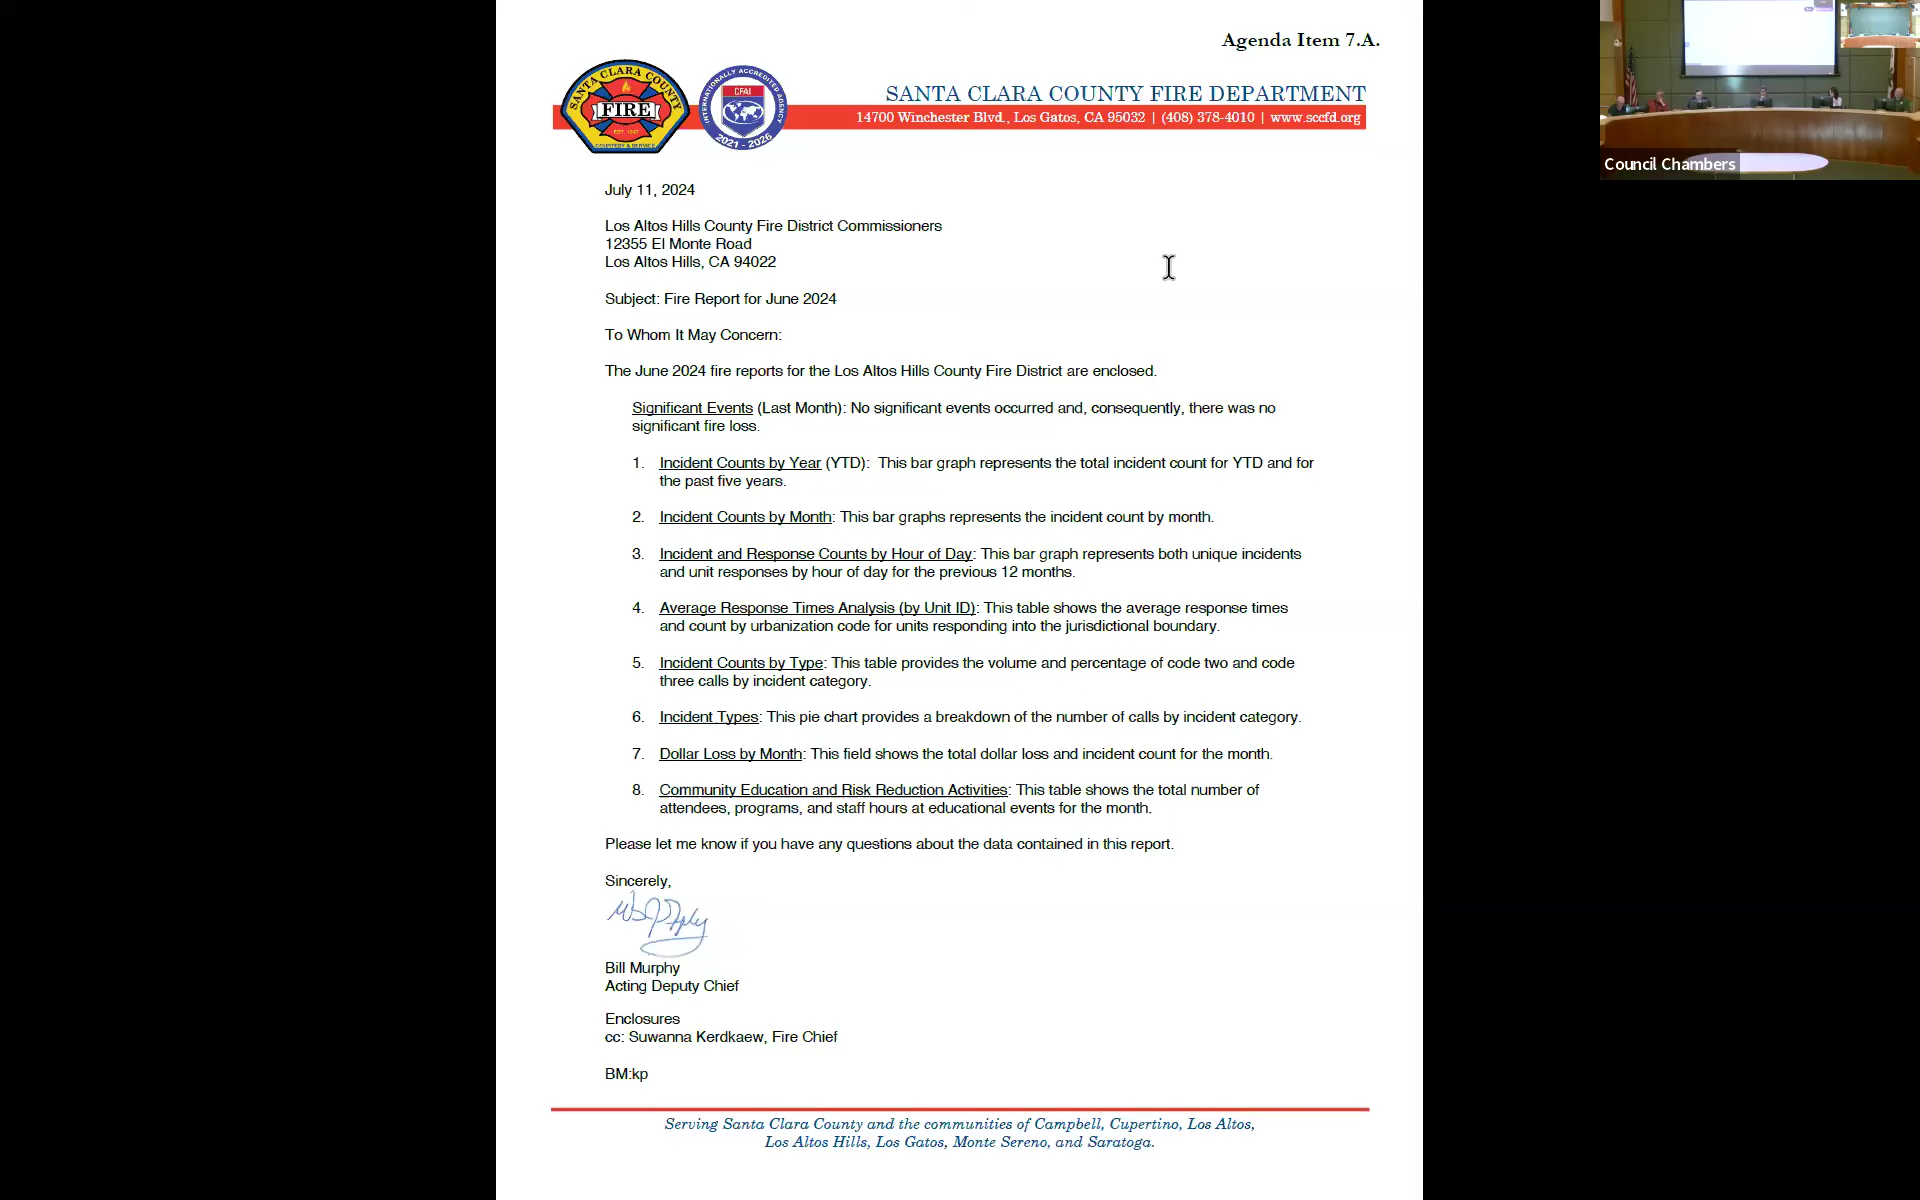 Agenda Item 7.A.
SANTA CLARA COUNTY
FIRE
EST. 1947
COURTESY & SERVICE
INTERNATIONALLY ACCREDITED AGENCY
CFAI
2021 - 2026
SANTA CLARA COUNTY FIRE DEPARTMENT
14700 Winchester Blvd., Los Gatos, CA 95032 | (408) 378-4010 | www.sccfd.org
Council Chambers
July 11, 2024
Los Altos Hills County Fire District Commissioners
12355 El Monte Road
Los Altos Hills, CA 94022
Subject: Fire Report for June 2024
To Whom It May Concern:
The June 2024 fire reports for the Los Altos Hills County Fire District are enclosed.
Significant Events (Last Month): No significant events occurred and, consequently, there was no
significant fire loss.
1. Incident Counts by Year (YTD): This bar graph represents the total incident count for YTD and for
the past five years.
2. Incident Counts by Month: This bar graphs represents the incident count by month.
3. Incident and Response Counts by Hour of Day: This bar graph represents both unique incidents
and unit responses by hour of day for the previous 12 months.
4. Average Response Times Analysis (by Unit ID): This table shows the average response times
and count by urbanization code for units responding into the jurisdictional boundary.
5. Incident Counts by Type: This table provides the volume and percentage of code two and code
three calls by incident category.
6. Incident Types: This pie chart provides a breakdown of the number of calls by incident category.
7. Dollar Loss by Month: This field shows the total dollar loss and incident count for the month.
8. Community Education and Risk Reduction Activities: This table shows the total number of
attendees, programs, and staff hours at educational events for the month.
Please let me know if you have any questions about the data contained in this report.
Sincerely,
Bill Murphy
Acting Deputy Chief
Enclosures
cc: Suwanna Kerdkaew, Fire Chief
BM:kp
Serving Santa Clara County and the communities of Campbell, Cupertino, Los Altos,
Los Altos Hills, Los Gatos, Monte Sereno, and Saratoga.